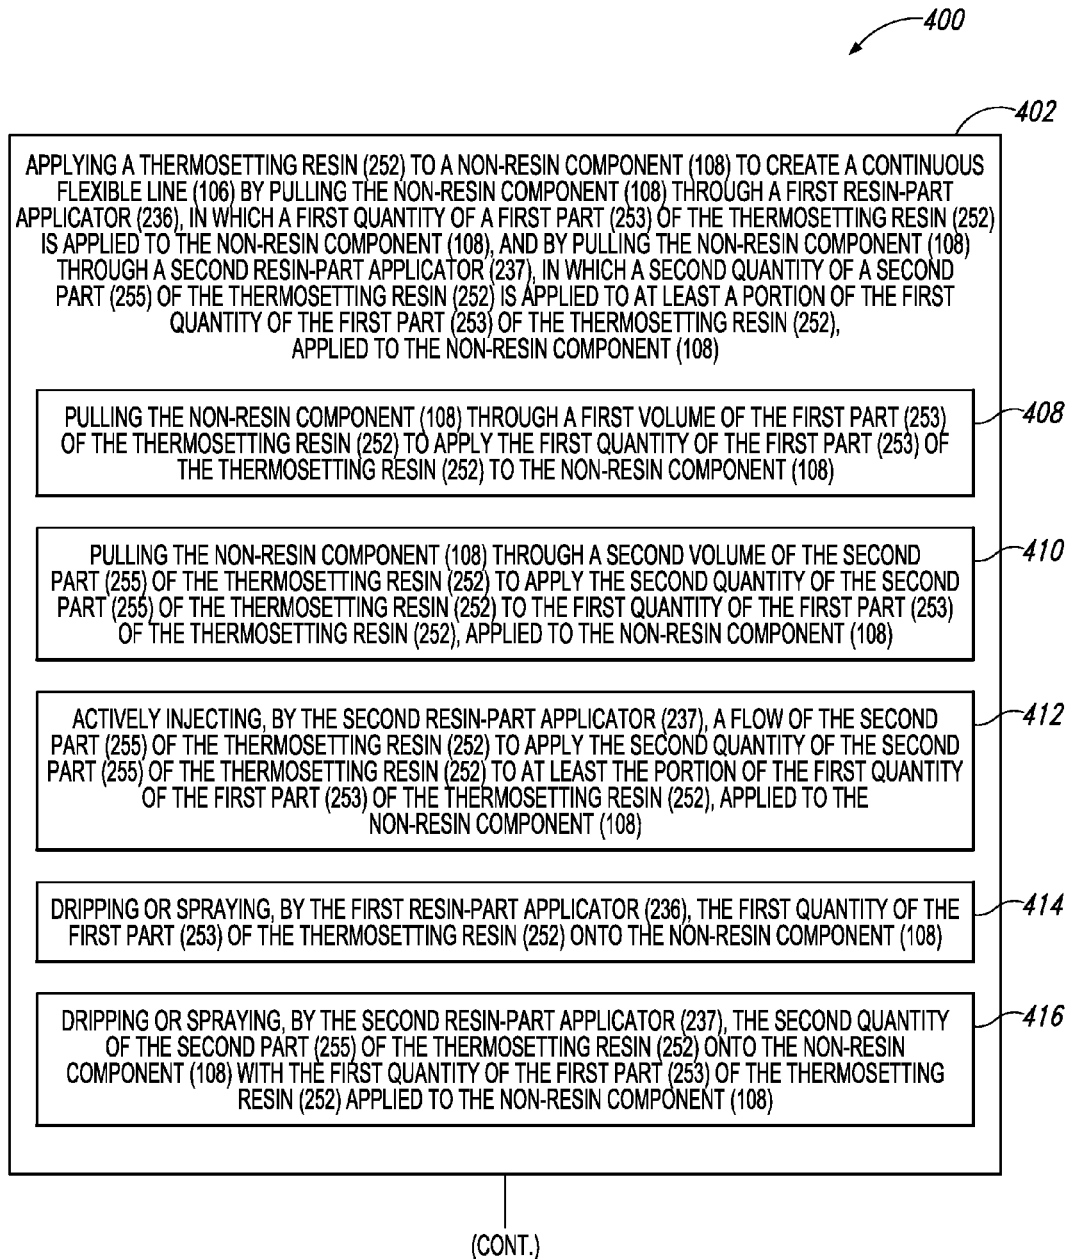 400
402
APPLYING A THERMOSETTING RESIN (252) TO A NON-RESIN COMPONENT (108) TO CREATE A CONTINUOUS
FLEXIBLE LINE (106) BY PULLING THE NON-RESIN COMPONENT (108) THROUGH A FIRST RESIN-PART
APPLICATOR (236), IN WHICH A FIRST QUANTITY OF A FIRST PART (253) OF THE THERMOSETTING RESIN (252)
IS APPLIED TO THE NON-RESIN COMPONENT (108), AND BY PULLING THE NON-RESIN COMPONENT (108)
THROUGH A SECOND RESIN-PART APPLICATOR (237), IN WHICH A SECOND QUANTITY OF A SECOND
PART (255) OF THE THERMOSETTING RESIN (252) IS APPLIED TO AT LEAST A PORTION OF THE FIRST
QUANTITY OF THE FIRST PART (253) OF THE THERMOSETTING RESIN (252),
APPLIED TO THE NON-RESIN COMPONENT (108)
PULLING THE NON-RESIN COMPONENT (108) THROUGH A FIRST VOLUME OF THE FIRST PART (253)
OF THE THERMOSETTING RESIN (252) TO APPLY THE FIRST QUANTITY OF THE FIRST PART (253) OF
THE THERMOSETTING RESIN (252) TO THE NON-RESIN COMPONENT (108)
408
PULLING THE NON-RESIN COMPONENT (108) THROUGH A SECOND VOLUME OF THE SECOND
PART (255) OF THE THERMOSETTING RESIN (252) TO APPLY THE SECOND QUANTITY OF THE SECOND
PART (255) OF THE THERMOSETTING RESIN (252) TO THE FIRST QUANTITY OF THE FIRST PART (253)
OF THE THERMOSETTING RESIN (252), APPLIED TO THE NON-RESIN COMPONENT (108)
410
ACTIVELY INJECTING, BY THE SECOND RESIN-PART APPLICATOR (237), A FLOW OF THE SECOND
PART (255) OF THE THERMOSETTING RESIN (252) TO APPLY THE SECOND QUANTITY OF THE SECOND
PART (255) OF THE THERMOSETTING RESIN (252) TO AT LEAST THE PORTION OF THE FIRST QUANTITY
OF THE FIRST PART (253) OF THE THERMOSETTING RESIN (252), APPLIED TO THE
NON-RESIN COMPONENT (108)
412
DRIPPING OR SPRAYING, BY THE FIRST RESIN-PART APPLICATOR (236), THE FIRST QUANTITY OF THE
FIRST PART (253) OF THE THERMOSETTING RESIN (252) ONTO THE NON-RESIN COMPONENT (108)
414
DRIPPING OR SPRAYING, BY THE SECOND RESIN-PART APPLICATOR (237), THE SECOND QUANTITY
OF THE SECOND PART (255) OF THE THERMOSETTING RESIN (252) ONTO THE NON-RESIN
COMPONENT (108) WITH THE FIRST QUANTITY OF THE FIRST PART (253) OF THE THERMOSETTING
RESIN (252) APPLIED TO THE NON-RESIN COMPONENT (108)
416
(CONT.)